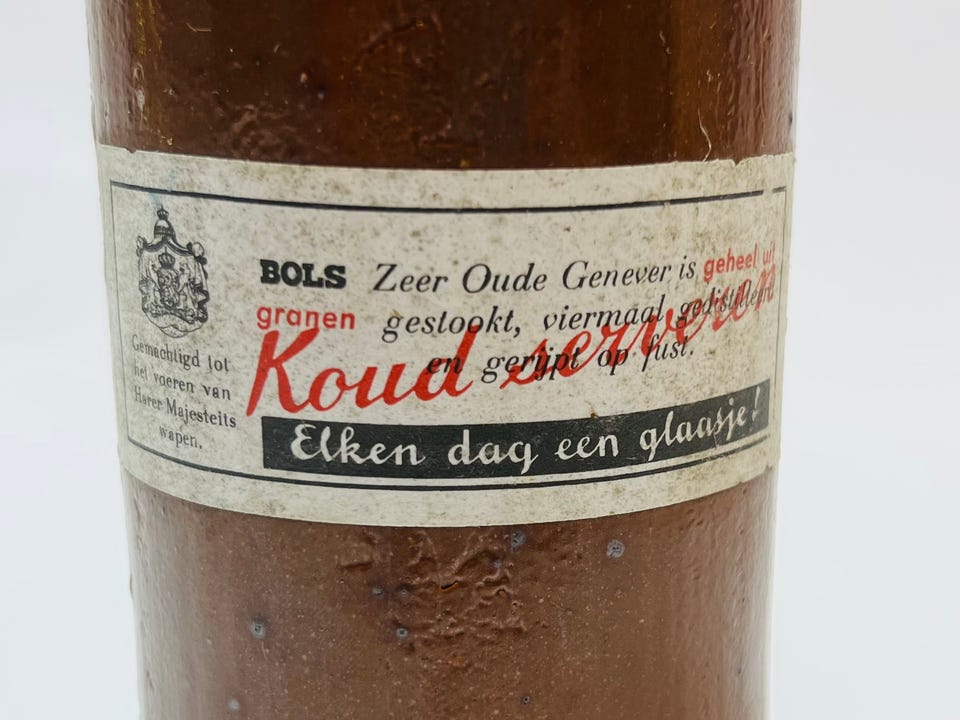 BOLS Zeer Oude Genever is geheel uit
granen gestookt, viermaal gedistilleerd
en gerijpt op fust.
Koud serveren
Elken dag een glaasje!
Gemachtigd tot
het voeren van
Harer Majesteits
wapen.